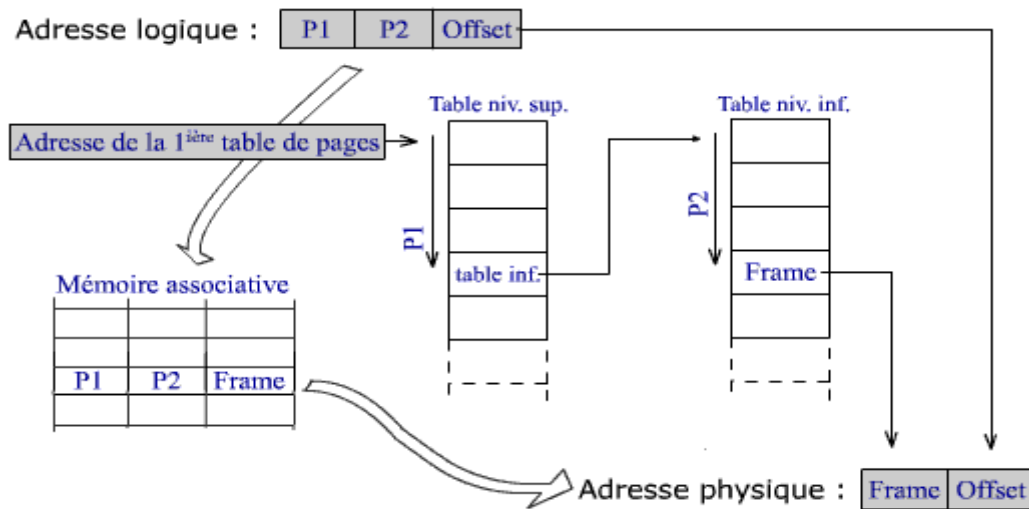 Adresse logique : P1 P2 Offset
Table niv. sup.
Table niv. inf.
Adresse de la 1ière table de pages
P1
P2
table inf.
Frame
Mémoire associative
P1 P2 Frame
Adresse physique : Frame Offset